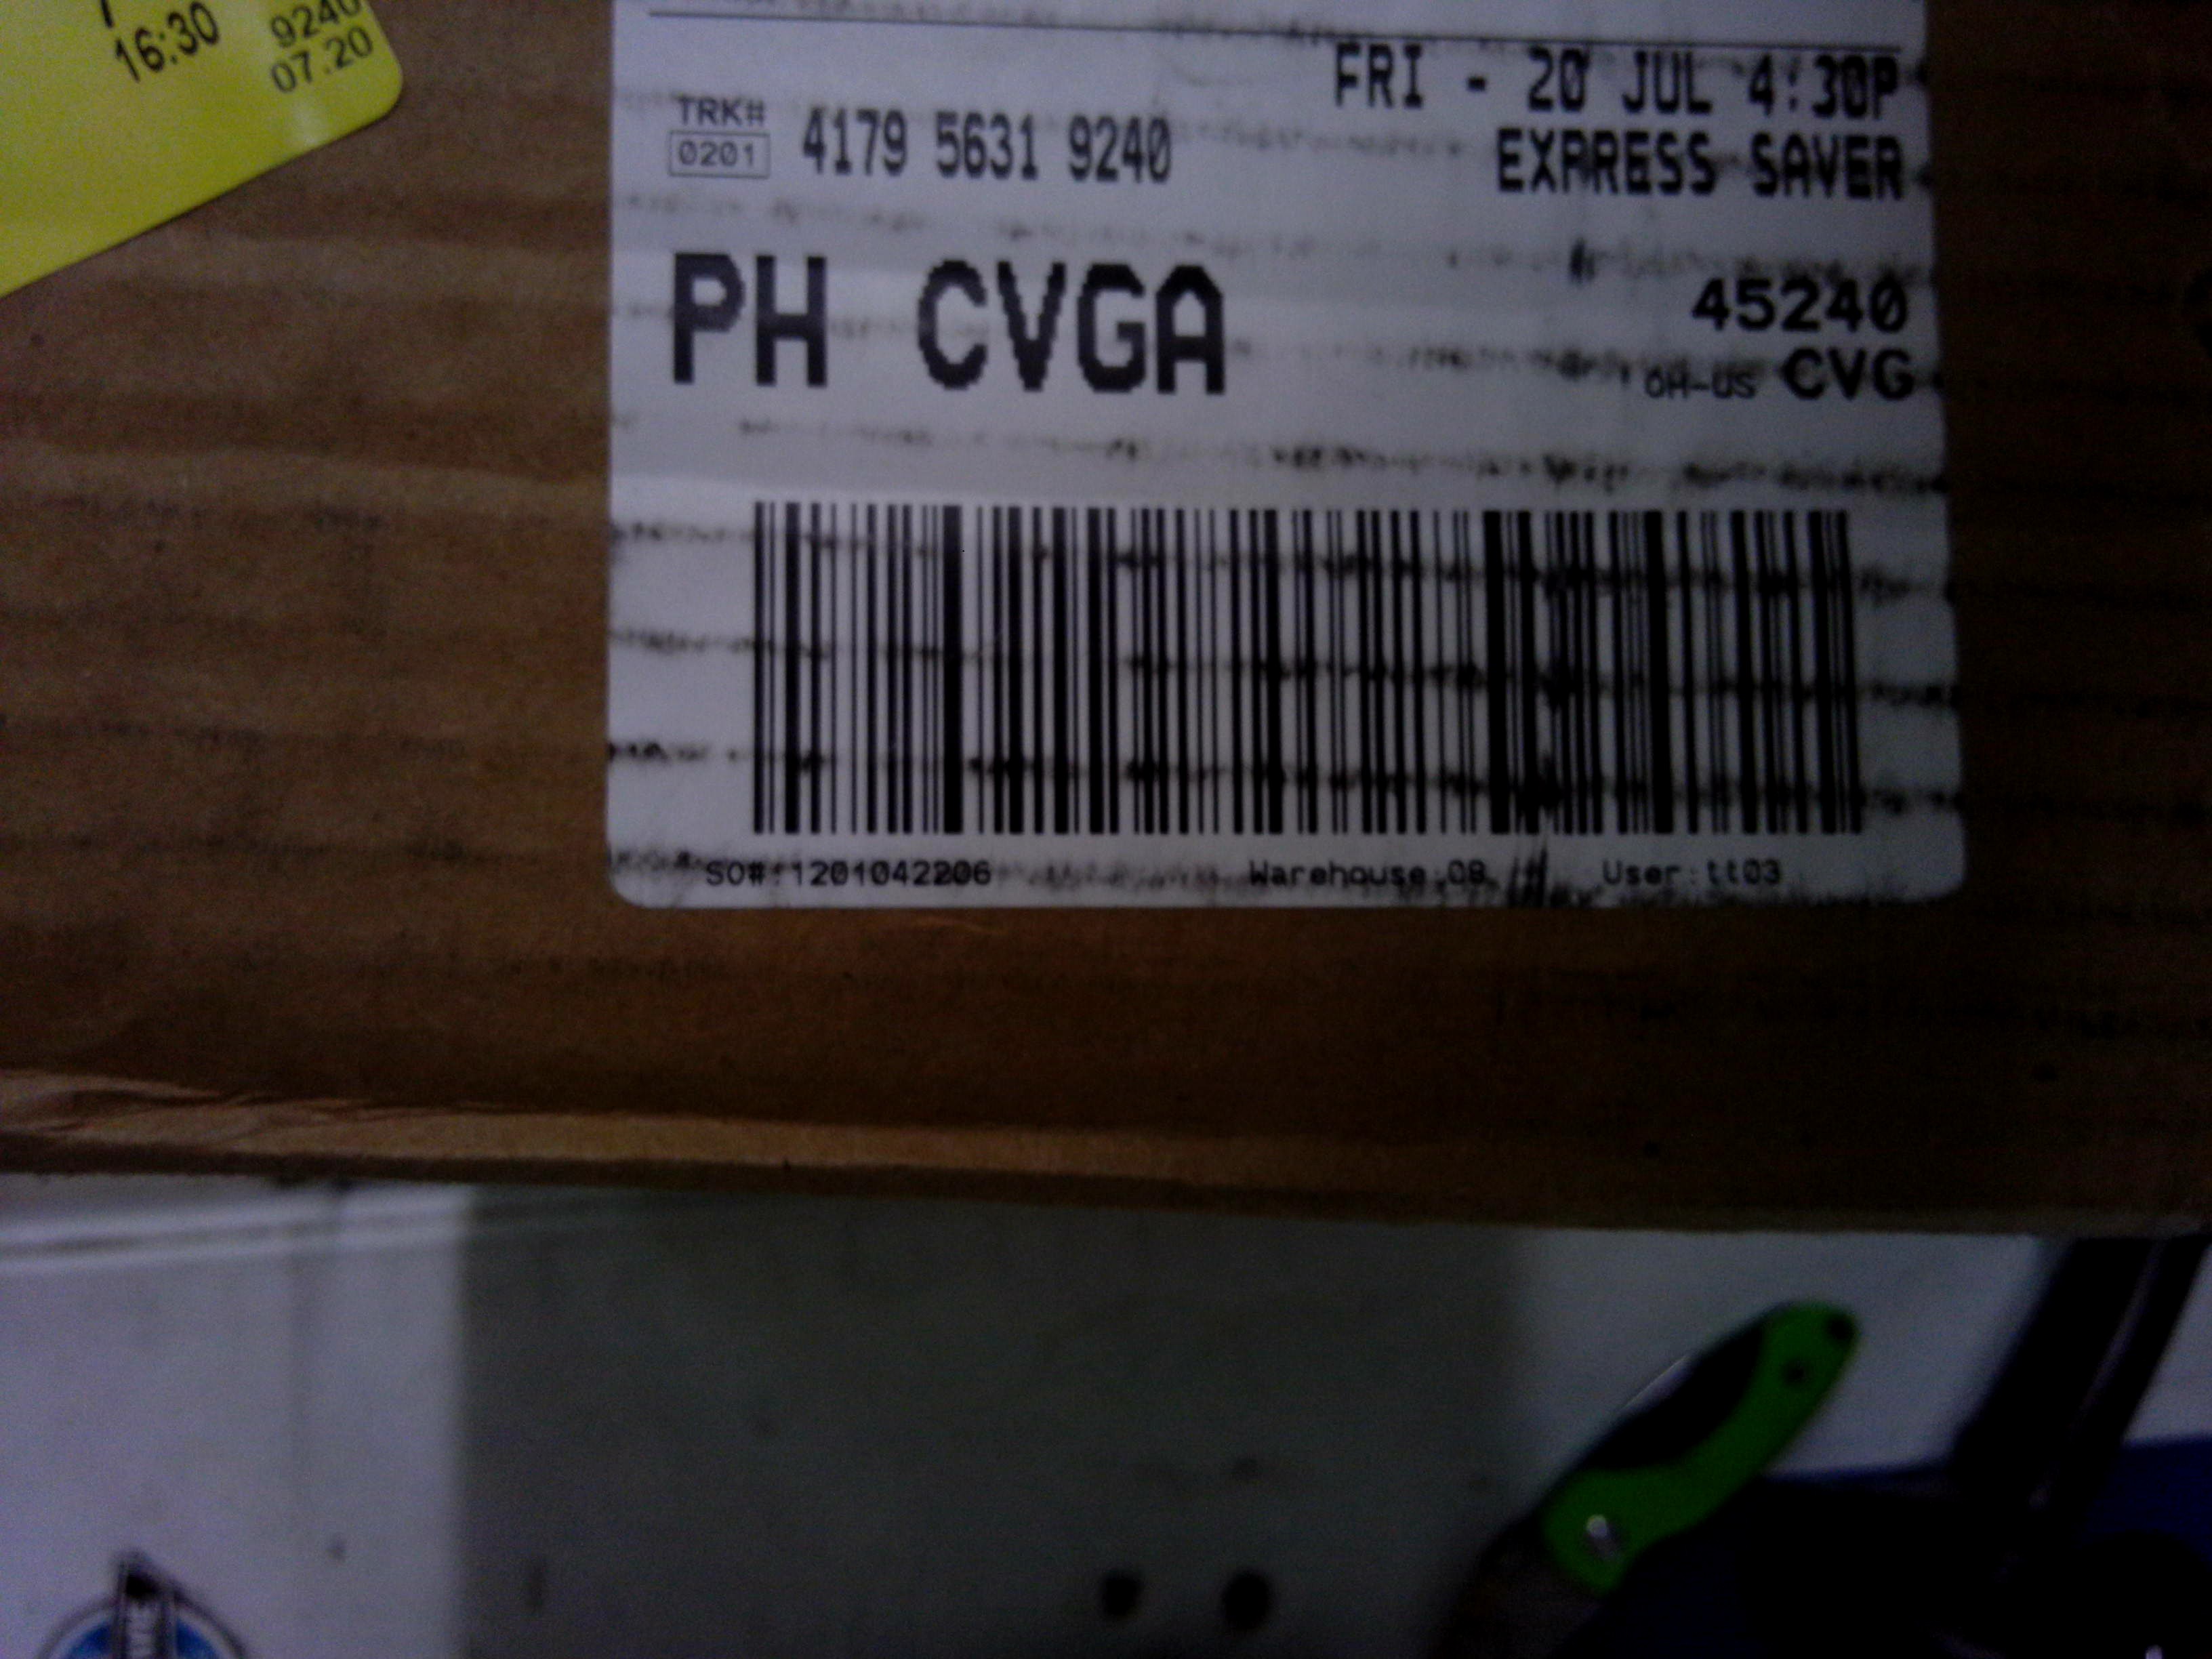 16:30
9240
07.20
FRI - 20 JUL 4:30P
TRK#
0201 4179 5631 9240
EXPRESS SAVER
PH CVGA
45240
OH-US CVG
SO#:1201042206 Warehouse:08 User:tt03